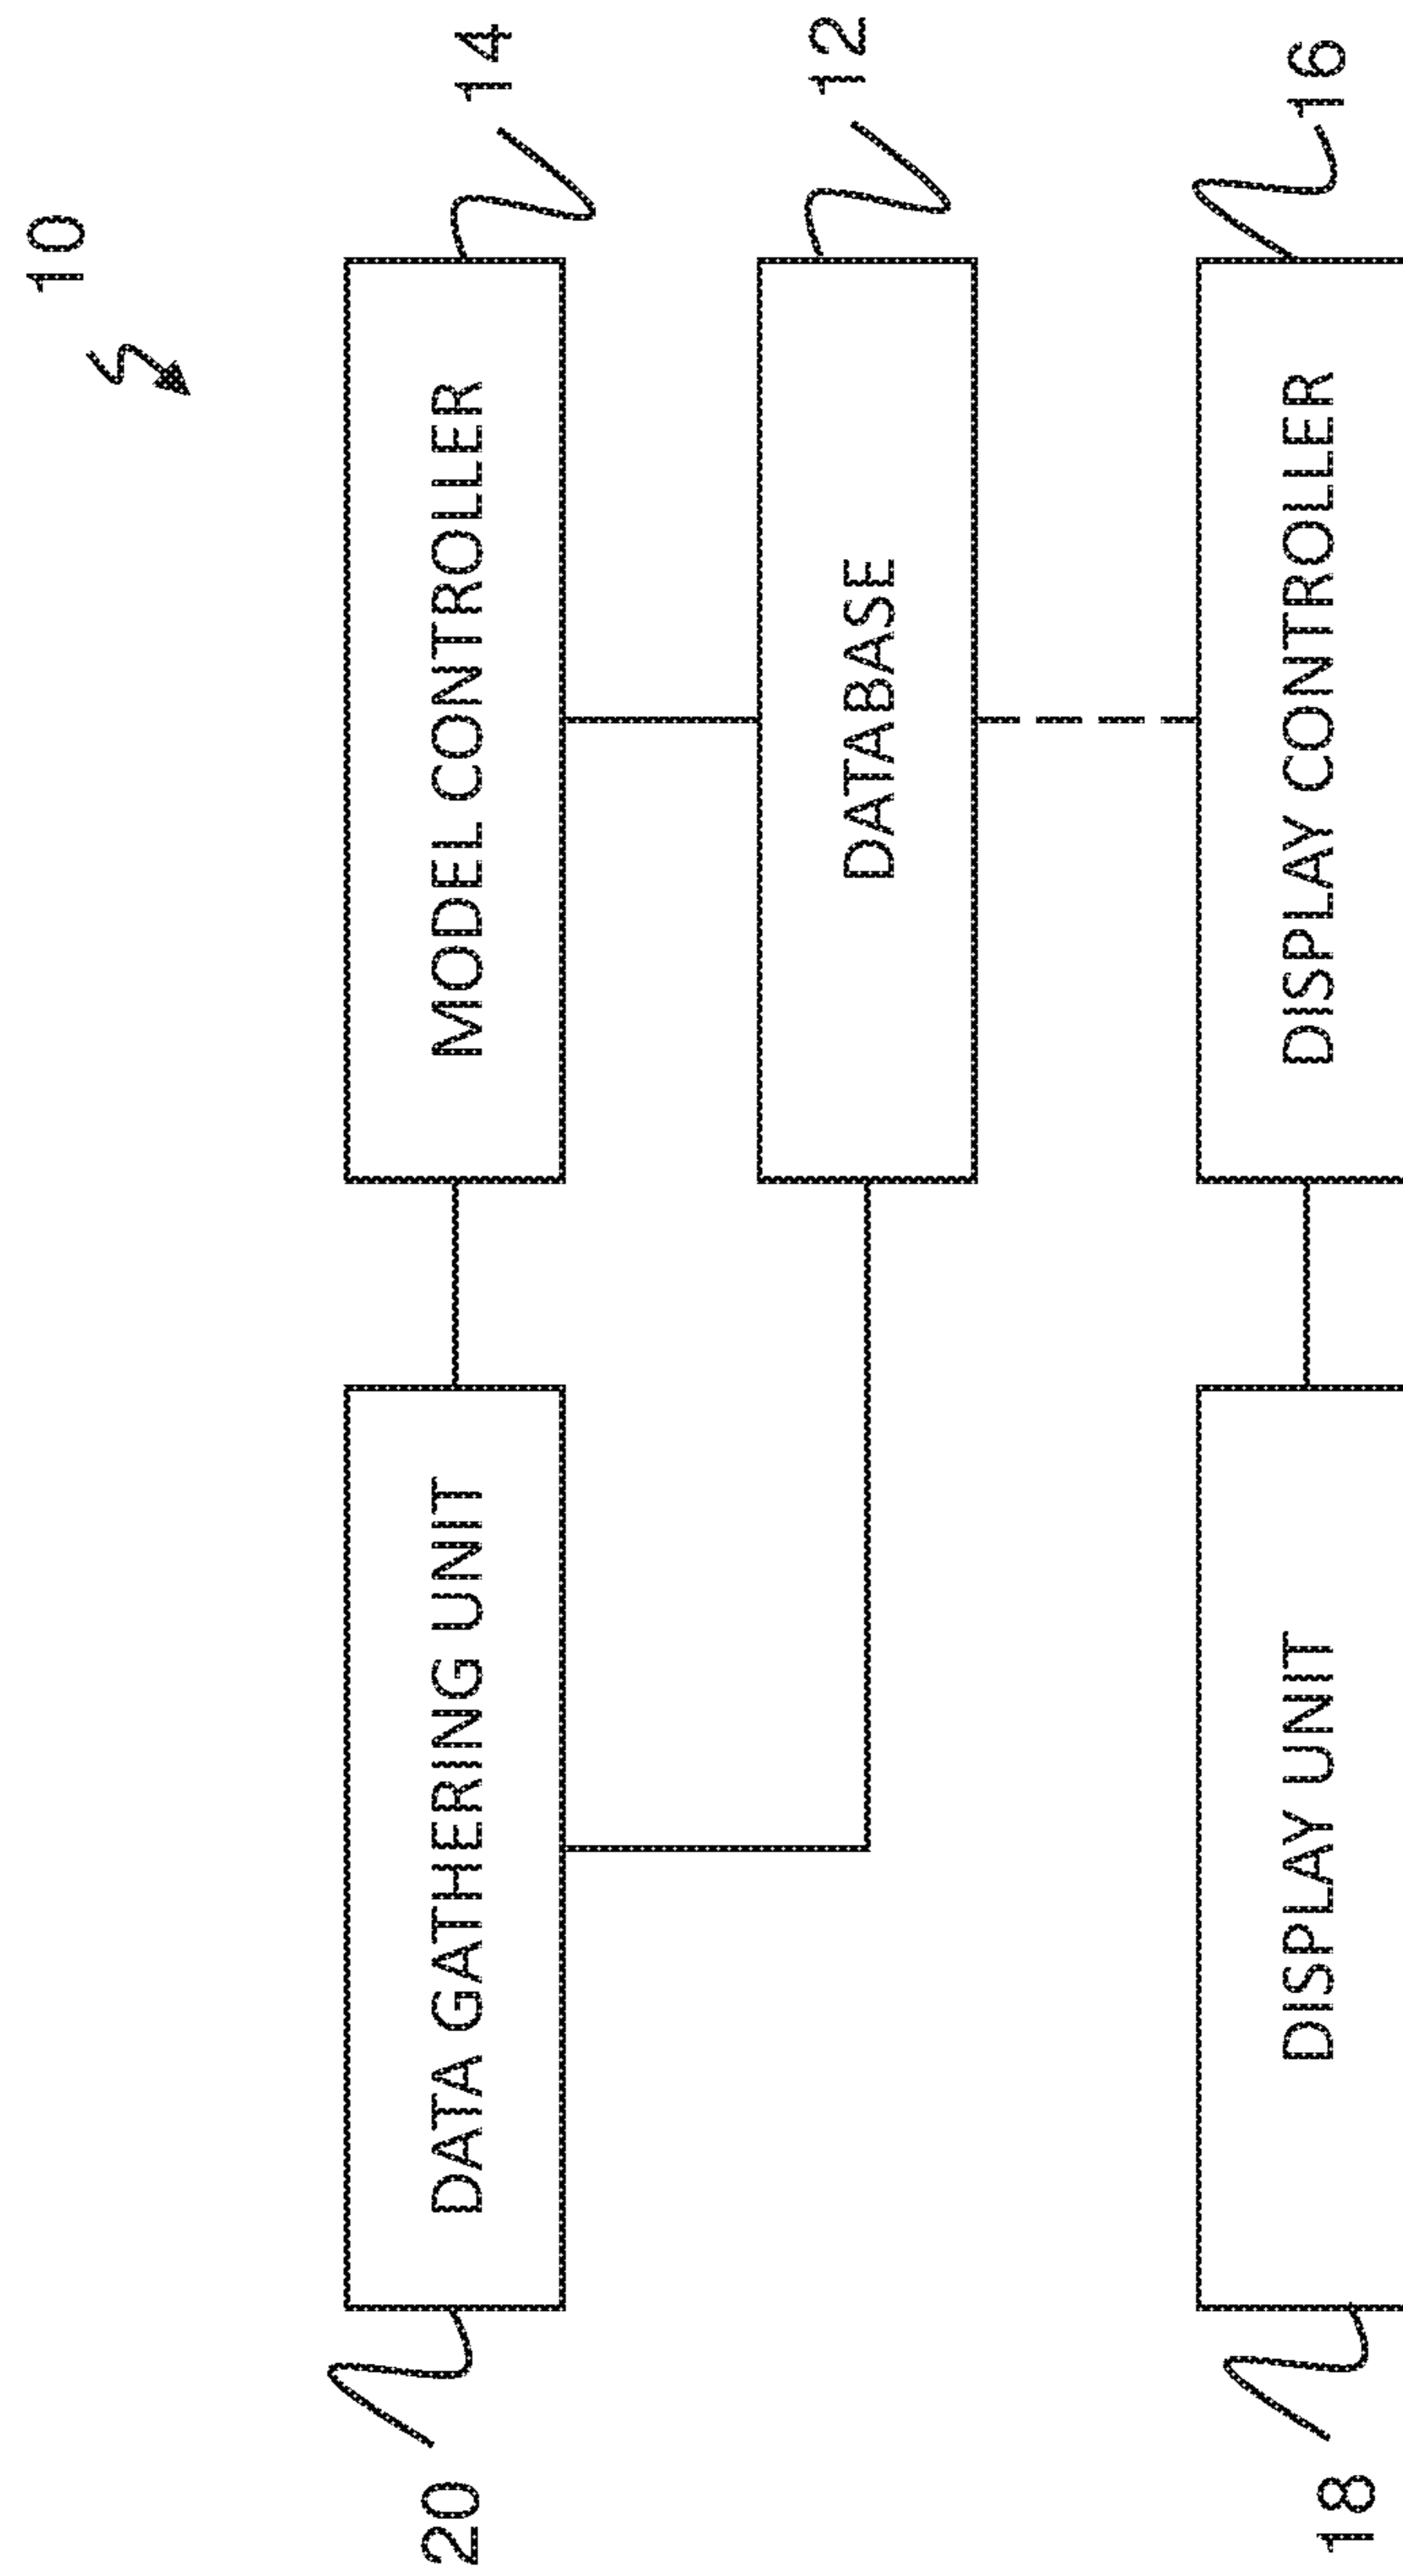 10
20
DATA GATHERING UNIT
MODEL CONTROLLER
14
DATABASE
12
18
DISPLAY UNIT
DISPLAY CONTROLLER
16